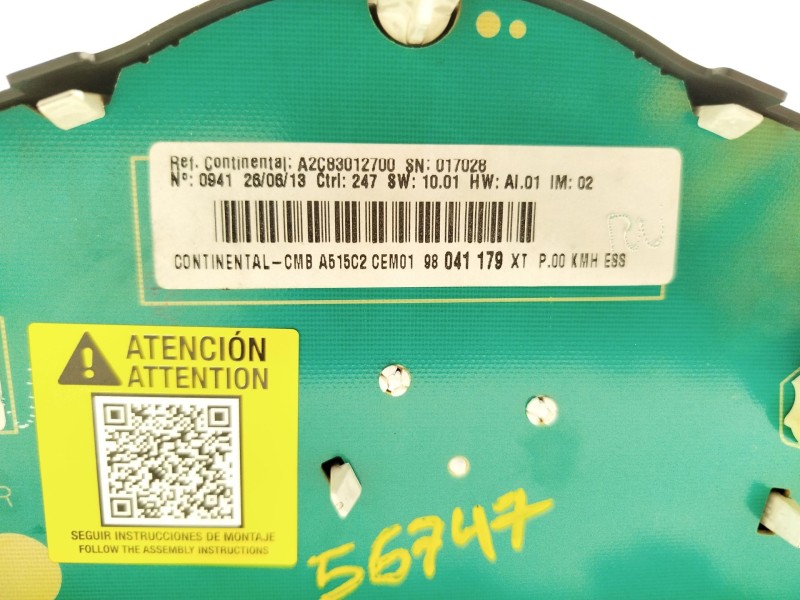 Ref. Continental: A2C83012700 SN: 017028
Nº: 0941 26/06/13 Ctrl: 247 SW: 10.01 HW: AI.01 IM: 02
CONTINENTAL-CMB A515C2 CEM01 98 041 179 XT P.00 KMH ESS
ATENCIÓN
ATTENTION
SEGUIR INSTRUCCIONES DE MONTAJE
FOLLOW THE ASSEMBLY INSTRUCTIONS
R
56747